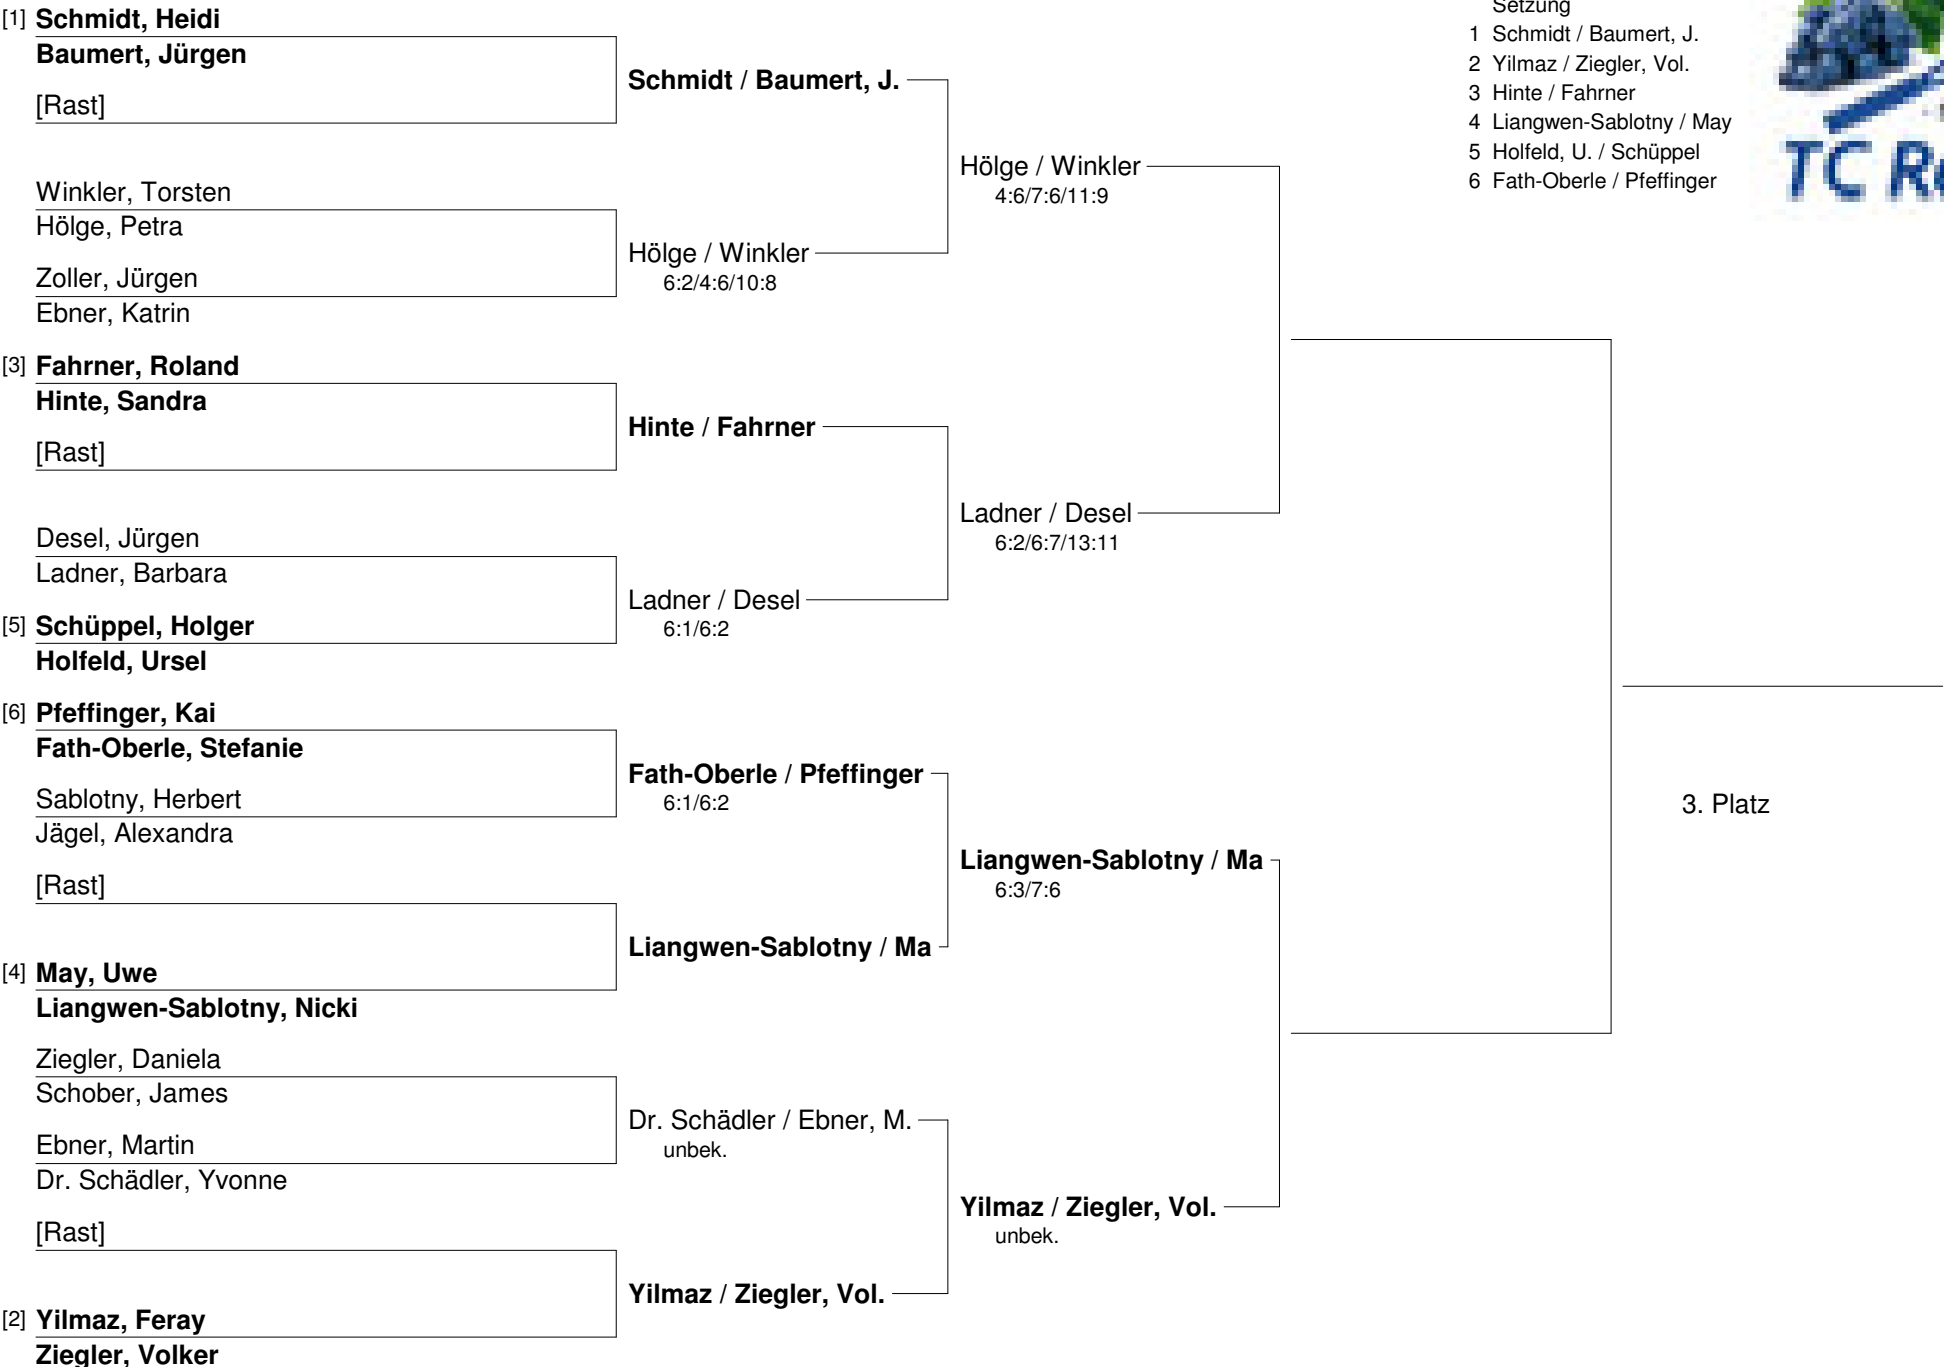 [1] Schmidt, Heidi
Baumert, Jürgen
[Rast]
Winkler, Torsten
Hölge, Petra
Zoller, Jürgen
Ebner, Katrin
[3] Fahrner, Roland
Hinte, Sandra
[Rast]
Desel, Jürgen
Ladner, Barbara
[5] Schüppel, Holger
Holfeld, Ursel
[6] Pfeffinger, Kai
Fath-Oberle, Stefanie
Sablotny, Herbert
Jägel, Alexandra
[Rast]
[4] May, Uwe
Liangwen-Sablotny, Nicki
Ziegler, Daniela
Schober, James
Ebner, Martin
Dr. Schädler, Yvonne
[Rast]
[2] Yilmaz, Feray
Ziegler, Volker
Schmidt / Baumert, J.
Hölge / Winkler
6:2/4:6/10:8
Hinte / Fahrner
Ladner / Desel
6:1/6:2
Fath-Oberle / Pfeffinger
6:1/6:2
Liangwen-Sablotny / Ma
Dr. Schädler / Ebner, M.
unbek.
Yilmaz / Ziegler, Vol.
Hölge / Winkler
4:6/7:6/11:9
Ladner / Desel
6:2/6:7/13:11
Liangwen-Sablotny / Ma
6:3/7:6
Yilmaz / Ziegler, Vol.
unbek.
3. Platz
Setzung
1 Schmidt / Baumert, J.
2 Yilmaz / Ziegler, Vol.
3 Hinte / Fahrner
4 Liangwen-Sablotny / May
5 Holfeld, U. / Schüppel
6 Fath-Oberle / Pfeffinger
TC